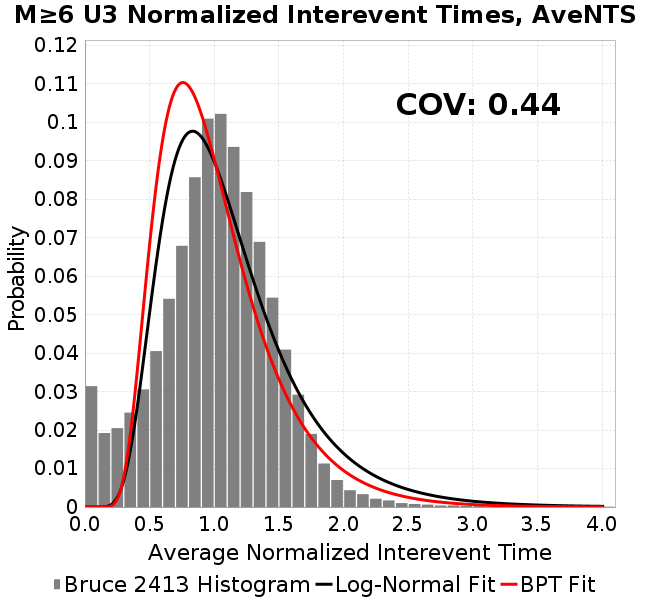 M≥6 U3 Normalized Interevent Times, AveNTS
COV: 0.44
Probability
0.12
0.11
0.1
0.09
0.08
0.07
0.06
0.05
0.04
0.03
0.02
0.01
0
0.0 0.5 1.0 1.5 2.0 2.5 3.0 3.5 4.0
Average Normalized Interevent Time
Bruce 2413 Histogram Log-Normal Fit BPT Fit